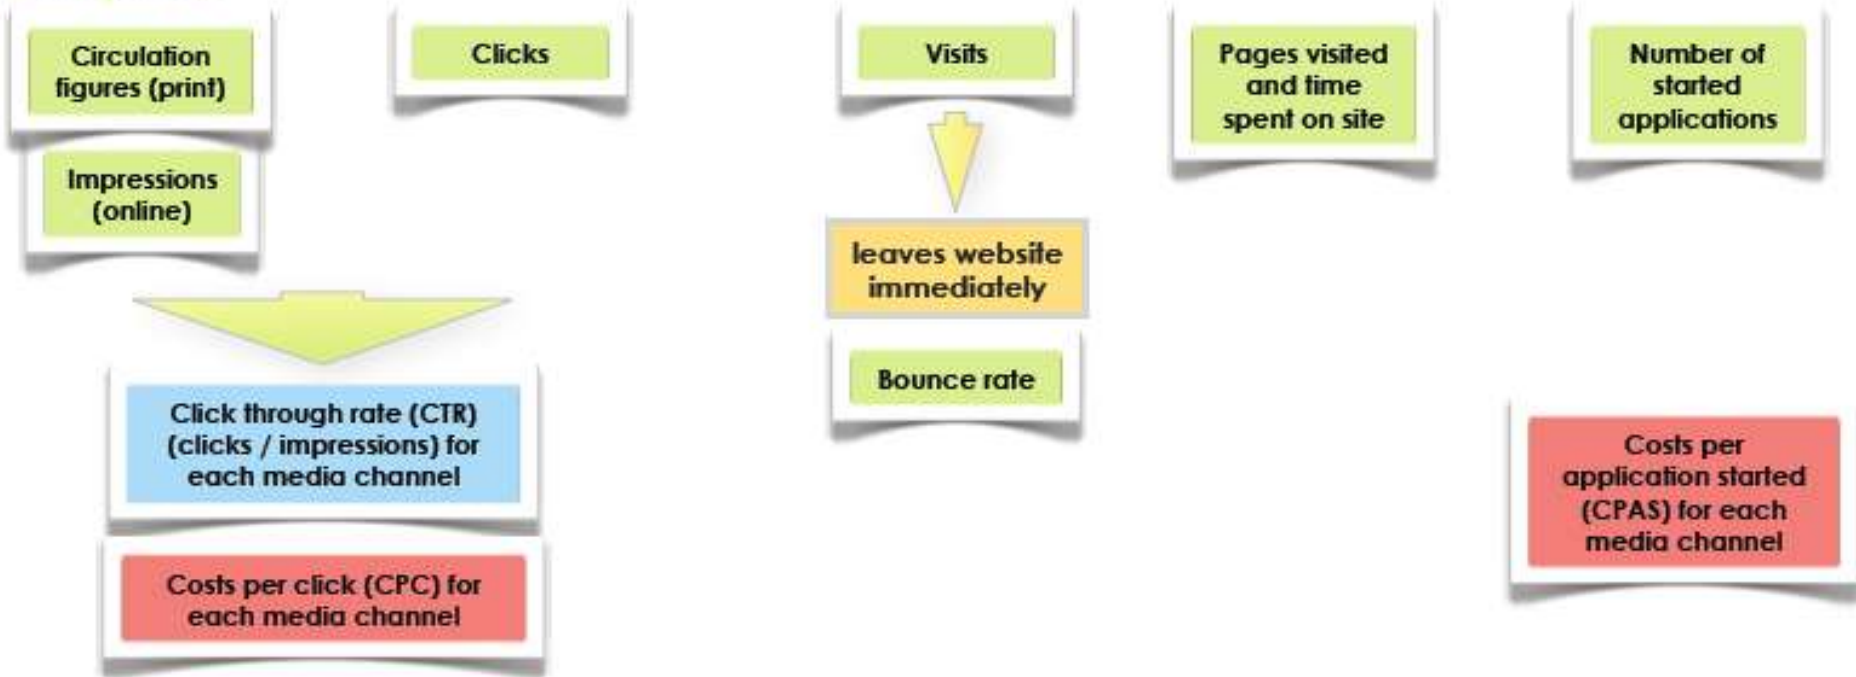 Circulation
figures (print)
Impressions
(online)
Clicks
Click through rate (CTR)
(clicks / impressions) for
each media channel
Costs per click (CPC) for
each media channel
Visits
leaves website
immediately
Bounce rate
Pages visited
and time
spent on site
Number of
started
applications
Costs per
application started
(CPAS) for each
media channel